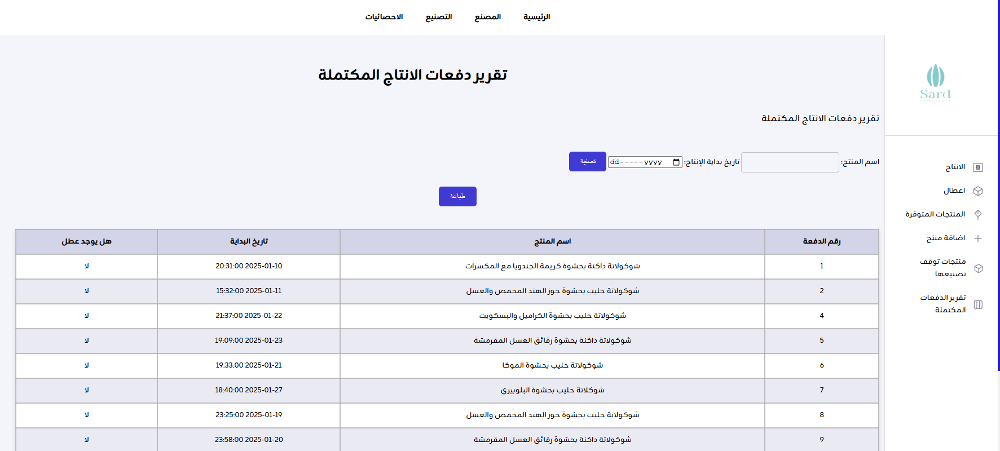 الرئيسية المصنع التصنيع الاحصائيات
Sard
تقرير دفعات الانتاج المكتملة
تقرير دفعات الانتاج المكتملة
اسم المنتج: تاريخ بداية الإنتاج: dd-----yyyy تصفية
طباعة
الانتاج
اعطال
المنتجات المتوفرة
اضافة منتج
منتجات توقف
تصنيعها
تقرير الدفعات
المكتملة
رقم الدفعة اسم المنتج تاريخ البداية هل يوجد عطل
1 شوكولاتة داكنة بحشوة كريمة الجندويا مع المكسرات 2025-01-10 20:31:00 لا
2 شوكولاتة حليب بحشوة جوز الهند المحمص والعسل 2025-01-11 15:32:00 لا
4 شوكولاتة حليب بحشوة الكراميل والبسكويت 2025-01-22 21:37:00 لا
5 شوكولاتة داكنة بحشوة رقائق العسل المقرمشة 2025-01-23 19:09:00 لا
6 شوكولاتة حليب بحشوة الموكا 2025-01-21 19:33:00 لا
7 شوكلاتة حليب بحشوة البلوبيري 2025-01-27 18:40:00 لا
8 شوكولاتة حليب بحشوة جوز الهند المحمص والعسل 2025-01-19 23:25:00 لا
9 شوكولاتة داكنة بحشوة رقائق العسل المقرمشة 2025-01-20 23:58:00 لا